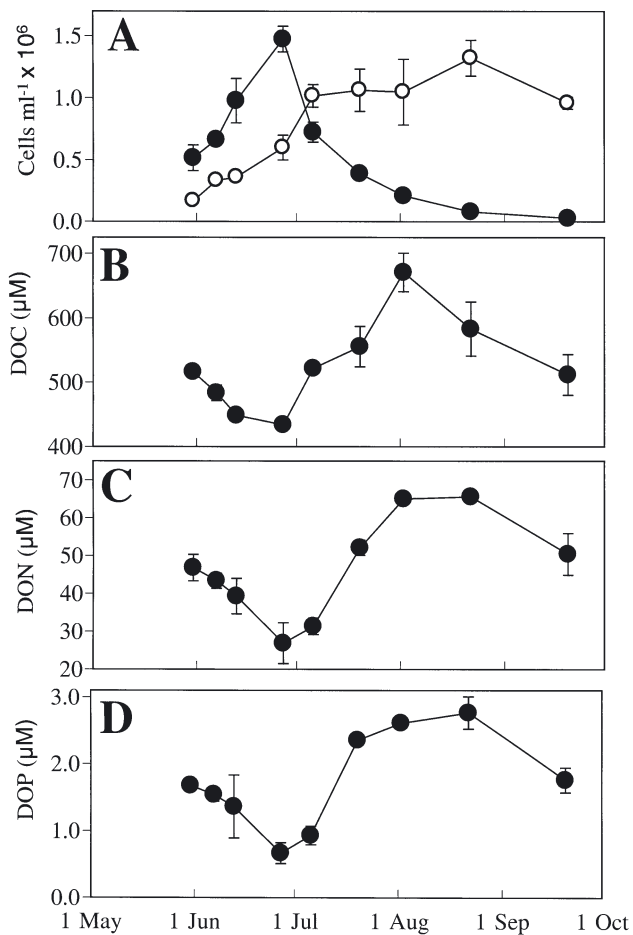 A
Cells ml⁻¹ x 10⁶
1.5
1.0
0.5
0.0
B
DOC (µM)
700
600
500
400
C
DON (µM)
70
60
50
40
30
20
D
DOP (µM)
3.0
2.0
1.0
0.0
1 May 1 Jun 1 Jul 1 Aug 1 Sep 1 Oct